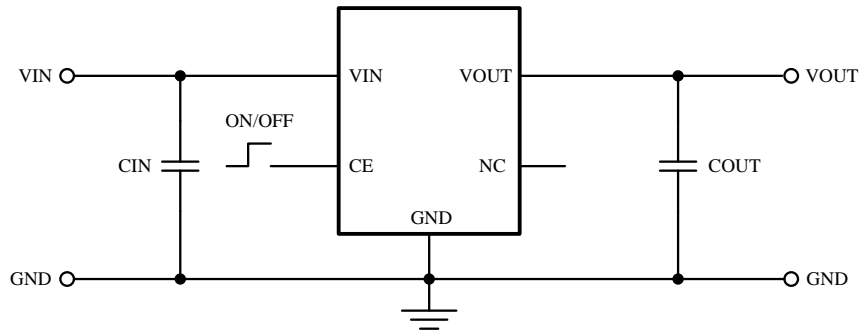 VIN
VIN
VOUT
VOUT
ON/OFF
CIN
CE
NC
COUT
GND
GND
GND